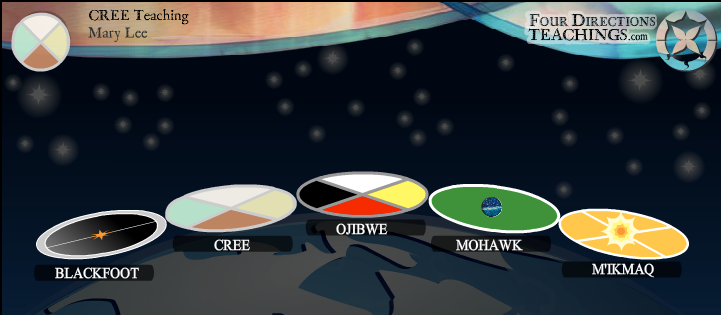 CREE Teaching
Mary Lee
FOUR DIRECTIONS
TEACHINGS.com
BLACKFOOT
CREE
OJIBWE
MOHAWK
M'IKMAQ